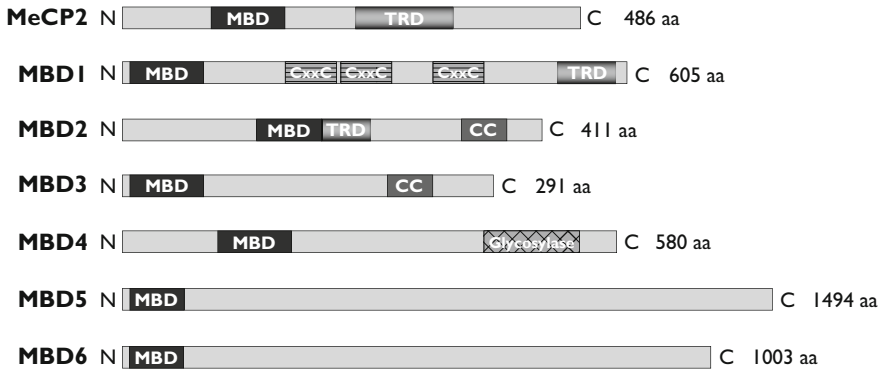 MeCP2 N MBD TRD C 486 aa
MBD1 N MBD CxxC CxxC CxxC TRD C 605 aa
MBD2 N MBD TRD CC C 411 aa
MBD3 N MBD CC C 291 aa
MBD4 N MBD Glycosylase C 580 aa
MBD5 N MBD C 1494 aa
MBD6 N MBD C 1003 aa